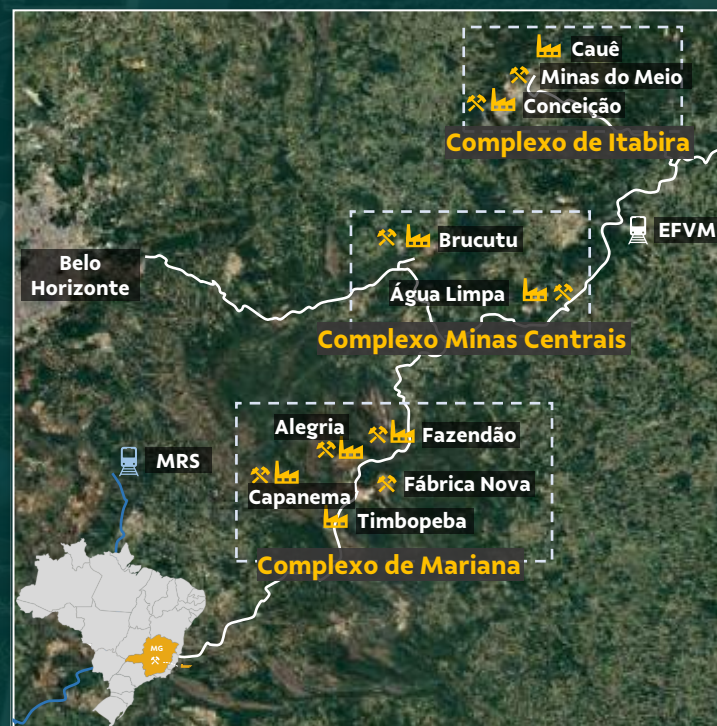 Cauê
Minas do Meio
Conceição
Complexo de Itabira
EFVM
Brucutu
Belo
Horizonte
Água Limpa
Complexo Minas Centrais
Alegria
Fazendão
MRS
Capanema
Fábrica Nova
Timbopeba
Complexo de Mariana
MG